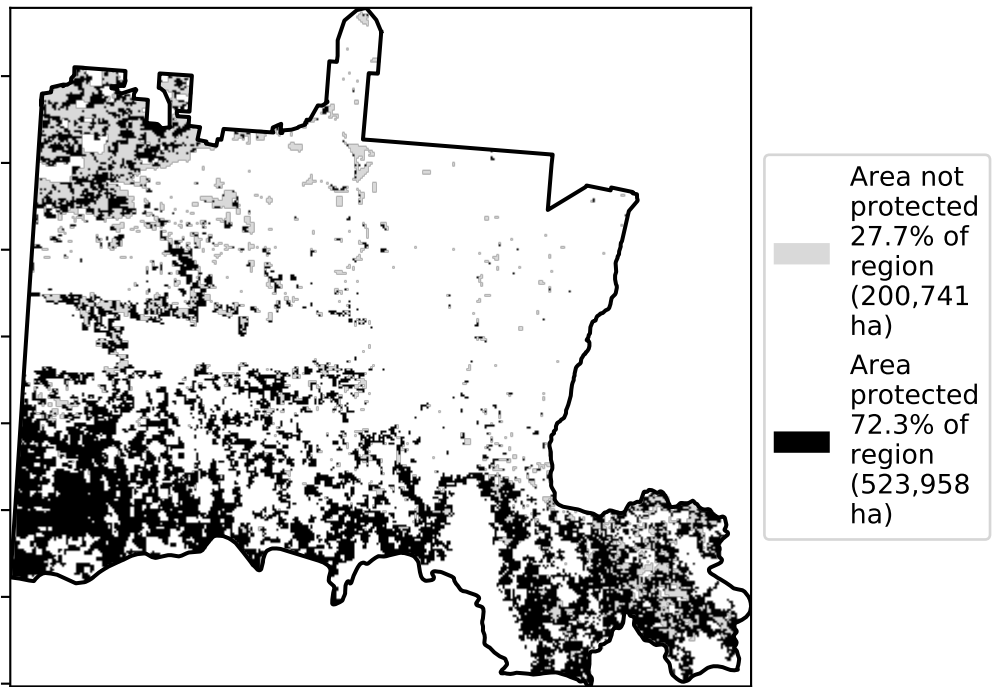 Area not
protected
27.7% of
region
(200,741
ha)
Area
protected
72.3% of
region
(523,958
ha)